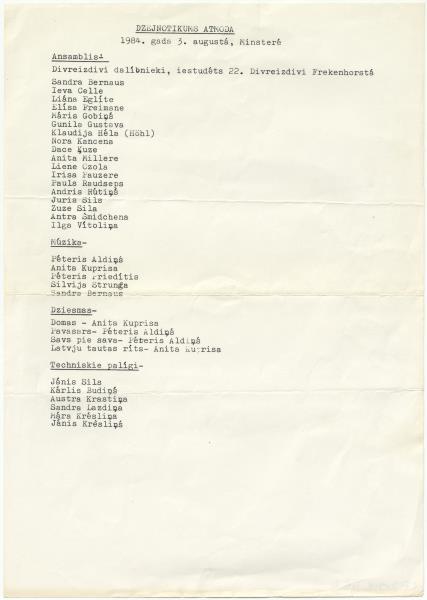 DZEJNOTIKUMS ATRODA
1984. gada 3. augustā, Minsterē
Ansamblis-
Divreizdivi dalībnieki, iestudēts 22. Divreizdivi Frekenhorstā
Sandra Bernaus
Ieva Celle
Liāna Eglīte
Elisa Freimane
Māris Gobiņš
Gunila Gustava
Klaudija Hēla (Höhl)
Nora Kancena
Dace Ķuze
Anita Millere
Liene Ozola
Irisa Pauzere
Pauls Raudseps
Andris Rūtiņš
Juris Sils
Zuze Sila
Antra Šmidchena
Ilga Vītoliņa
Mūzika-
Pēteris Aldiņš
Anita Kuprisa
Pēteris Priedītis
Silvija Strunga
Sandra Bernaus
Dziesmas-
Domas - Anita Kuprisa
Pavasars- Pēteris Aldiņš
Savs pie sava- Pēteris Aldiņš
Latvju tautas rīts- Anita Kuprisa
Techniskie palīgi-
Jānis Sils
Kārlis Budiņš
Austra Krastiņa
Sandra Lazdiņa
Māra Krēsliņa
Jānis Krēsliņš